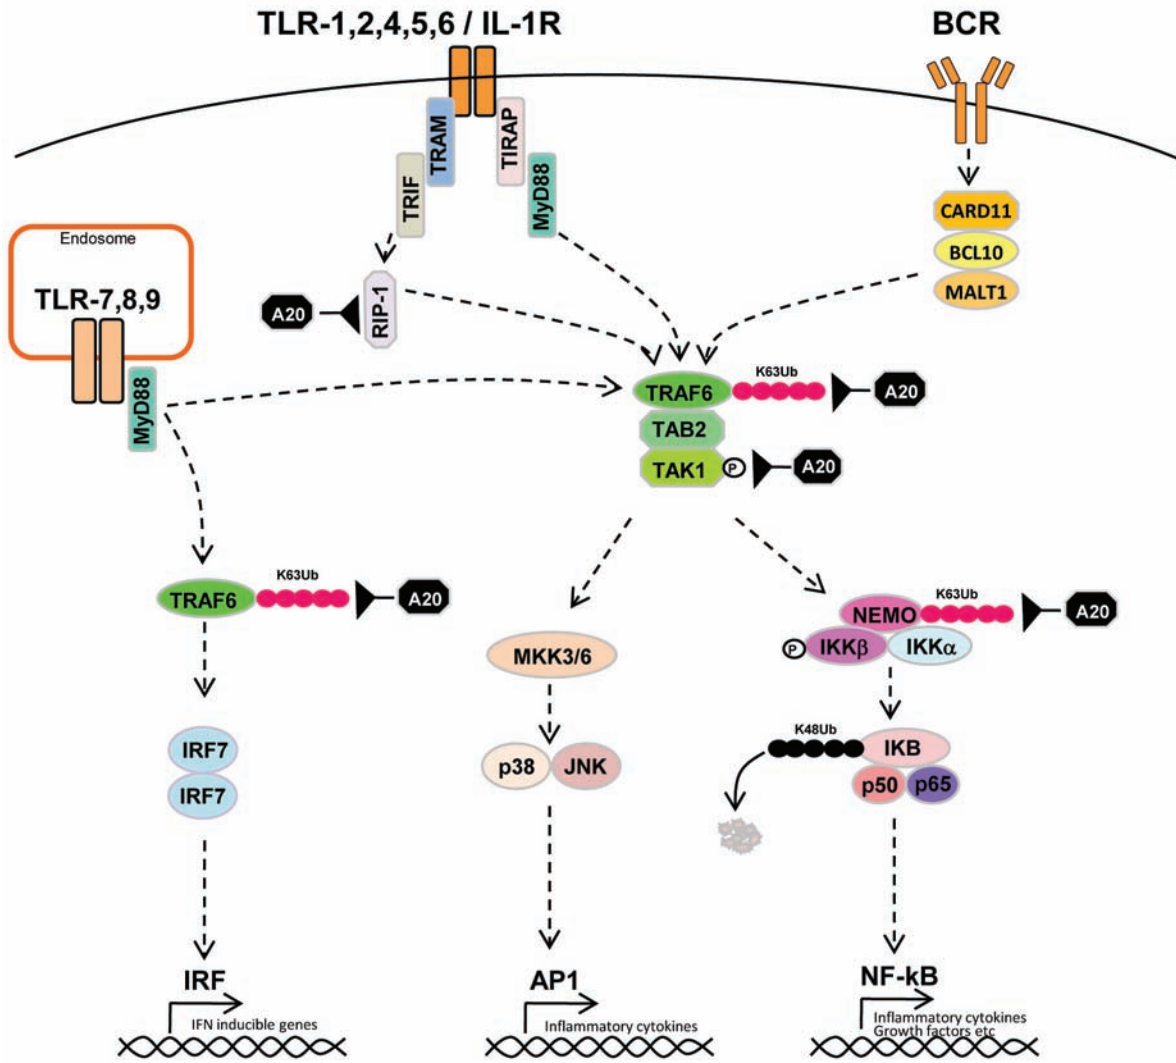 TLR-1,2,4,5,6 / IL-1R
BCR
TRAM
TIRAP
TRIF
MyD88
CARD11
BCL10
MALT1
Endosome
TLR-7,8,9
MyD88
A20
RIP-1
TRAF6
K63Ub
A20
TAB2
TAK1
P
A20
TRAF6
K63Ub
A20
MKK3/6
NEMO
K63Ub
A20
P
IKKβ
IKKα
IRF7
IRF7
p38
JNK
K48Ub
IKB
p50
p65
IRF
IFN inducible genes
AP1
Inflammatory cytokines
NF-kB
Inflammatory cytokines
Growth factors etc